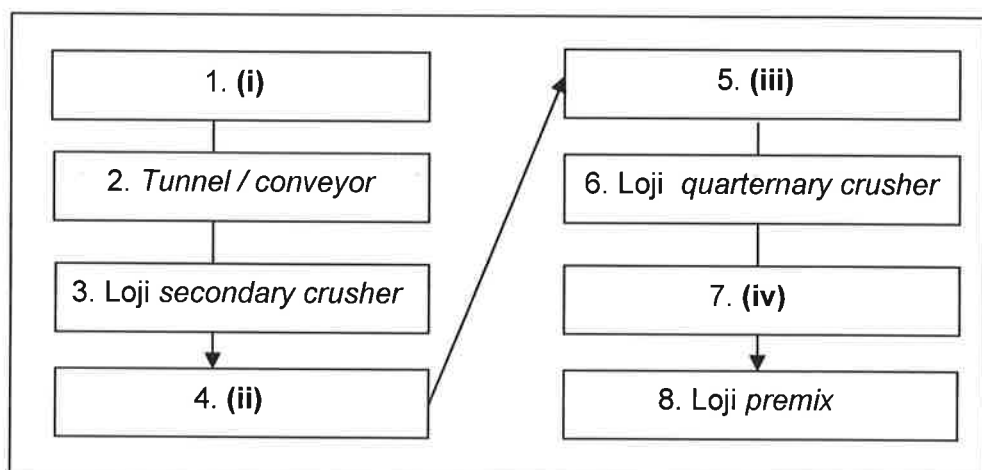 1. (i)
2. Tunnel / conveyor
3. Loji secondary crusher
4. (ii)
5. (iii)
6. Loji quarternary crusher
7. (iv)
8. Loji premix